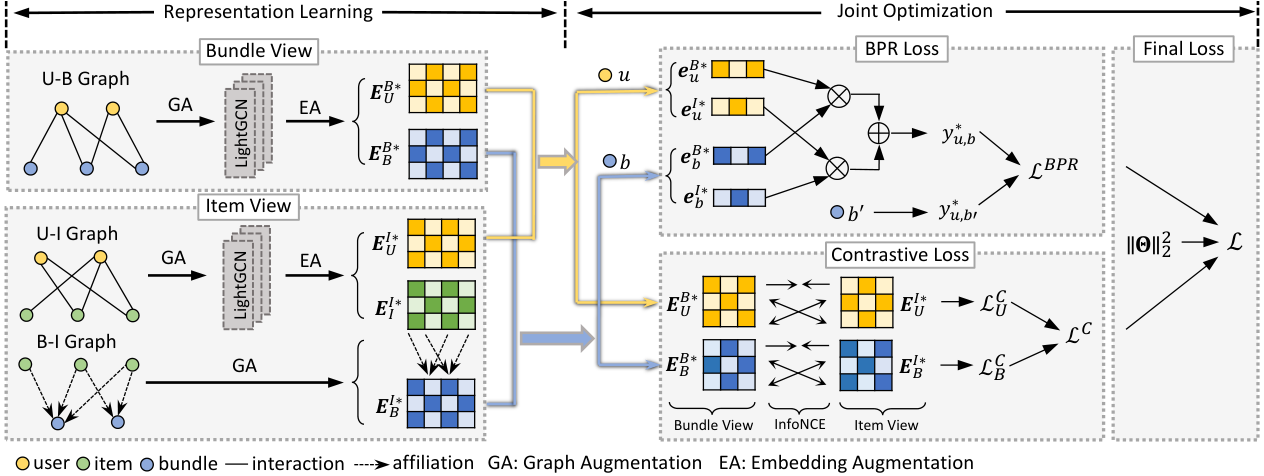 Representation Learning
Joint Optimization
Bundle View
U-B Graph
GA
LightGCN
EA
E_U^{B*}
E_B^{B*}
Item View
U-I Graph
GA
LightGCN
EA
E_U^{I*}
E_I^{I*}
B-I Graph
GA
E_B^{I*}
u
b
BPR Loss
e_u^{B*}
e_u^{I*}
e_b^{B*}
e_b^{I*}
y_{u,b}^*
b′
y_{u,b′}^*
ℒ^{BPR}
Contrastive Loss
E_U^{B*}
E_U^{I*}
ℒ_U^C
E_B^{B*}
E_B^{I*}
ℒ_B^C
ℒ^C
Bundle View
InfoNCE
Item View
Final Loss
‖Θ‖_2^2
ℒ
user item bundle interaction affiliation GA: Graph Augmentation EA: Embedding Augmentation